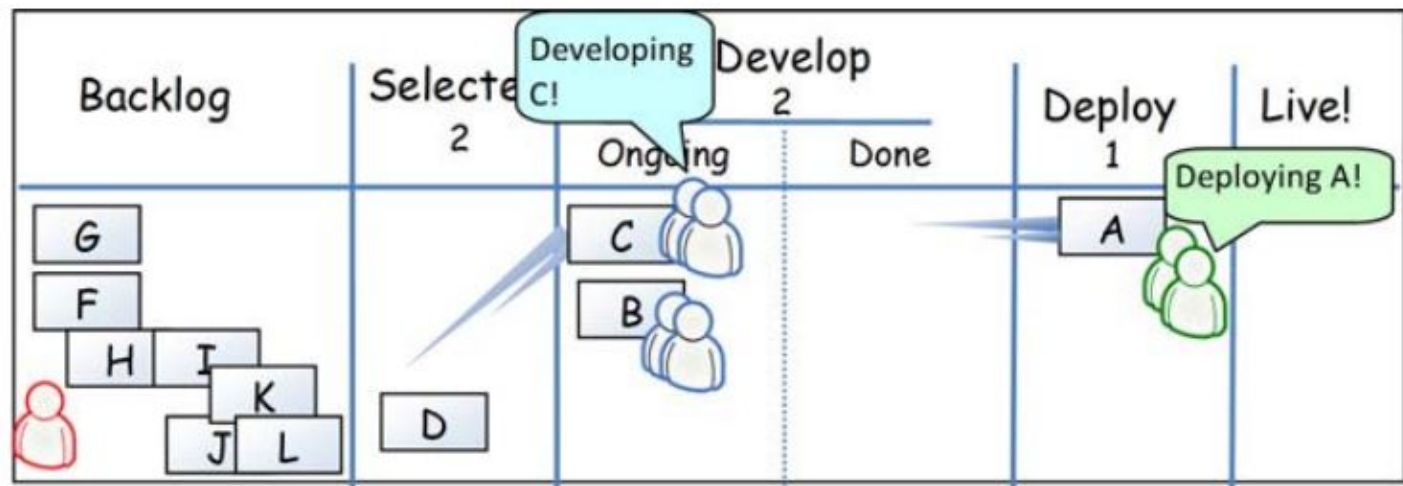 Backlog
Selecte
2
Developing
C!
Develop
2
Ongoing
Done
Deploy
1
Live!
Deploying A!
G
F
H
I
K
J
L
D
C
B
A